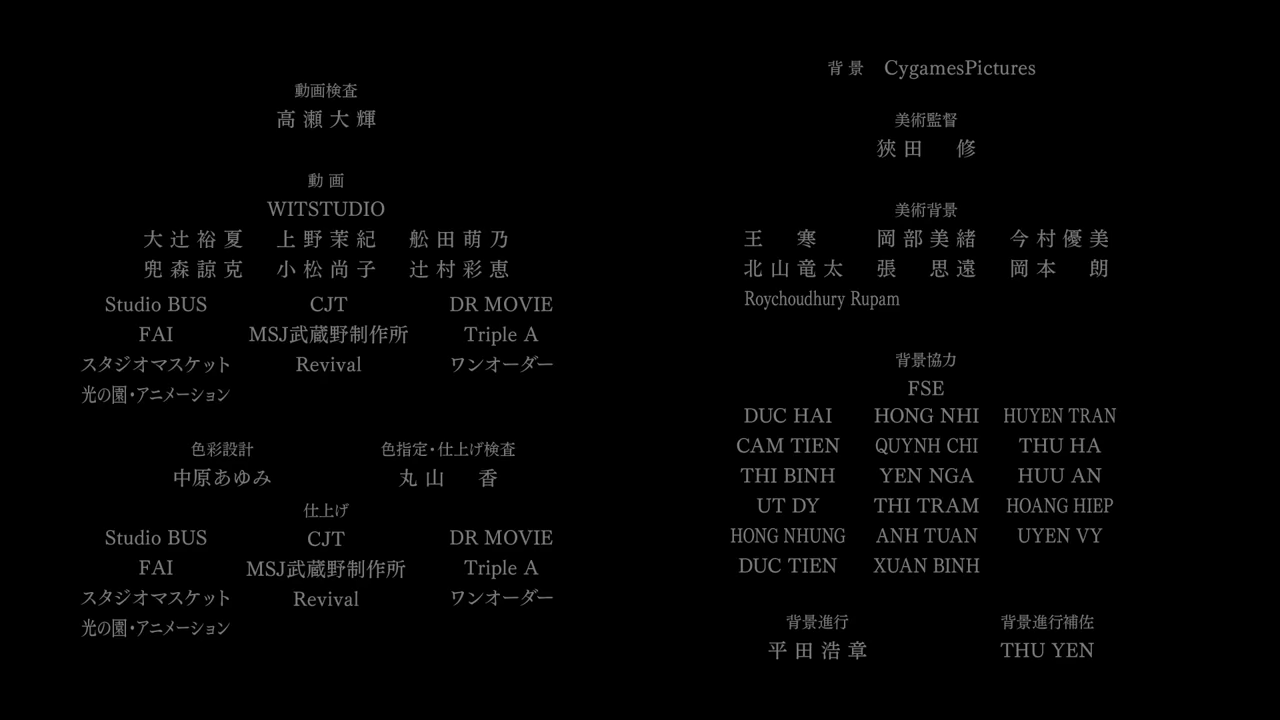 動画検査
高瀬大輝
動画
WITSTUDIO
大辻裕夏 上野茉紀 舩田萌乃
兜森諒克 小松尚子 辻村彩恵
Studio BUS CJT DR MOVIE
FAI MSJ武蔵野制作所 Triple A
スタジオマスケット Revival ワンオーダー
光の園・アニメーション
色彩設計 色指定・仕上げ検査
中原あゆみ 丸山 香
仕上げ
Studio BUS CJT DR MOVIE
FAI MSJ武蔵野制作所 Triple A
スタジオマスケット Revival ワンオーダー
光の園・アニメーション
背景 CygamesPictures
美術監督
狹田 修
美術背景
王 寒 岡部美緒 今村優美
北山竜太 張 思遠 岡本 朗
Roychoudhury Rupam
背景協力
FSE
DUC HAI HONG NHI HUYEN TRAN
CAM TIEN QUYNH CHI THU HA
THI BINH YEN NGA HUU AN
UT DY THI TRAM HOANG HIEP
HONG NHUNG ANH TUAN UYEN VY
DUC TIEN XUAN BINH
背景進行 背景進行補佐
平田浩章 THU YEN